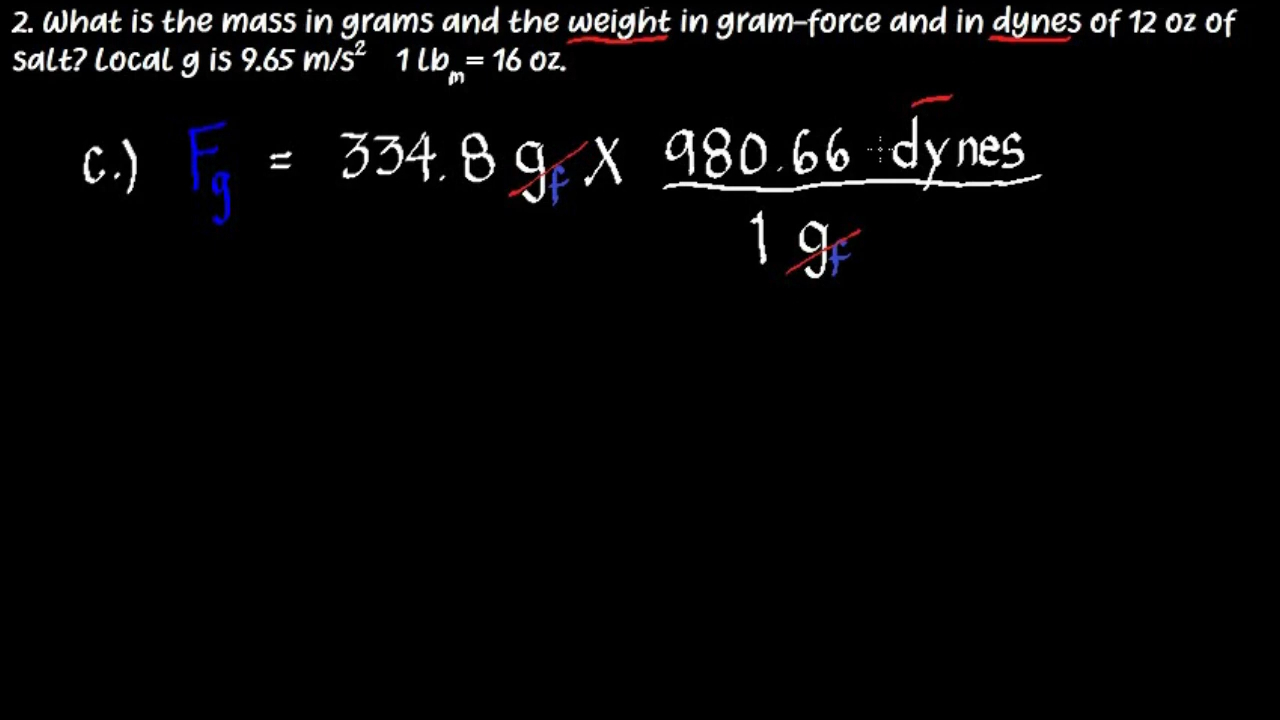 2. What is the mass in grams and the weight in gram-force and in dynes of 12 oz of
salt? Local g is 9.65 m/s² 1 lbₘ = 16 oz.
c.) Fg = 334.8 gf X 980.66 dynes
1 gf